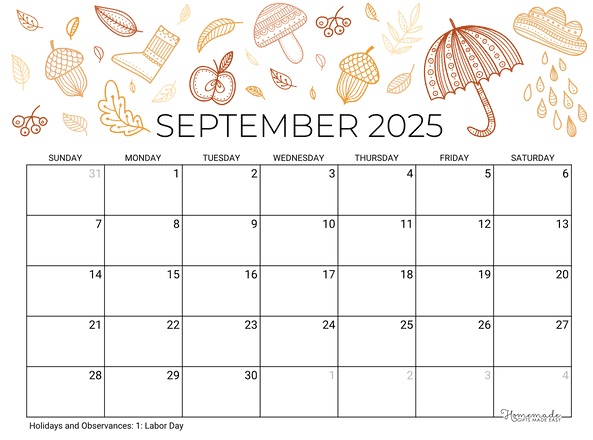 SEPTEMBER 2025
SUNDAY MONDAY TUESDAY WEDNESDAY THURSDAY FRIDAY SATURDAY
31 1 2 3 4 5 6
7 8 9 10 11 12 13
14 15 16 17 18 19 20
21 22 23 24 25 26 27
28 29 30 1 2 3 4
Homemade
GIFTS MADE EASY
Holidays and Observances: 1: Labor Day